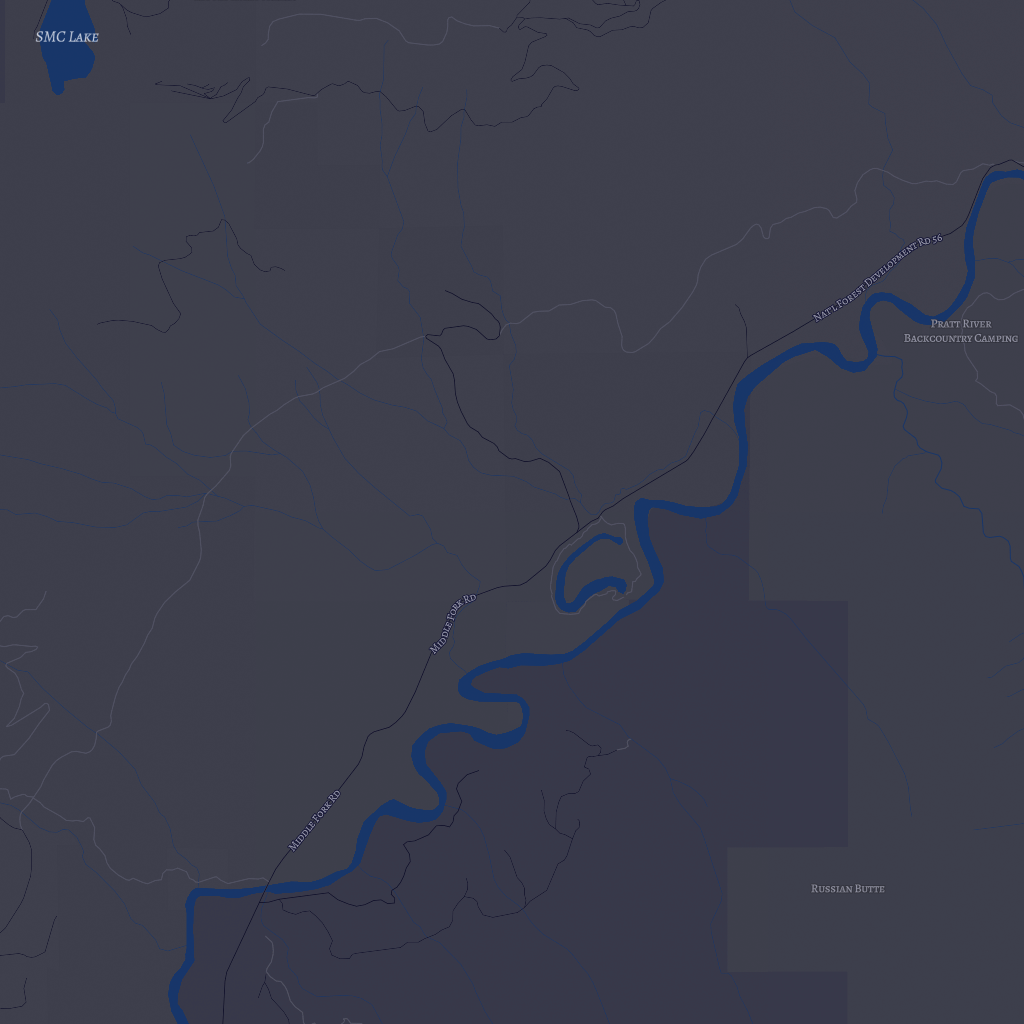 SMC Lake
Nat'l Forest Development Rd 56
Pratt River
Backcountry Camping
Middle Fork Rd
Middle Fork Rd
Russian Butte